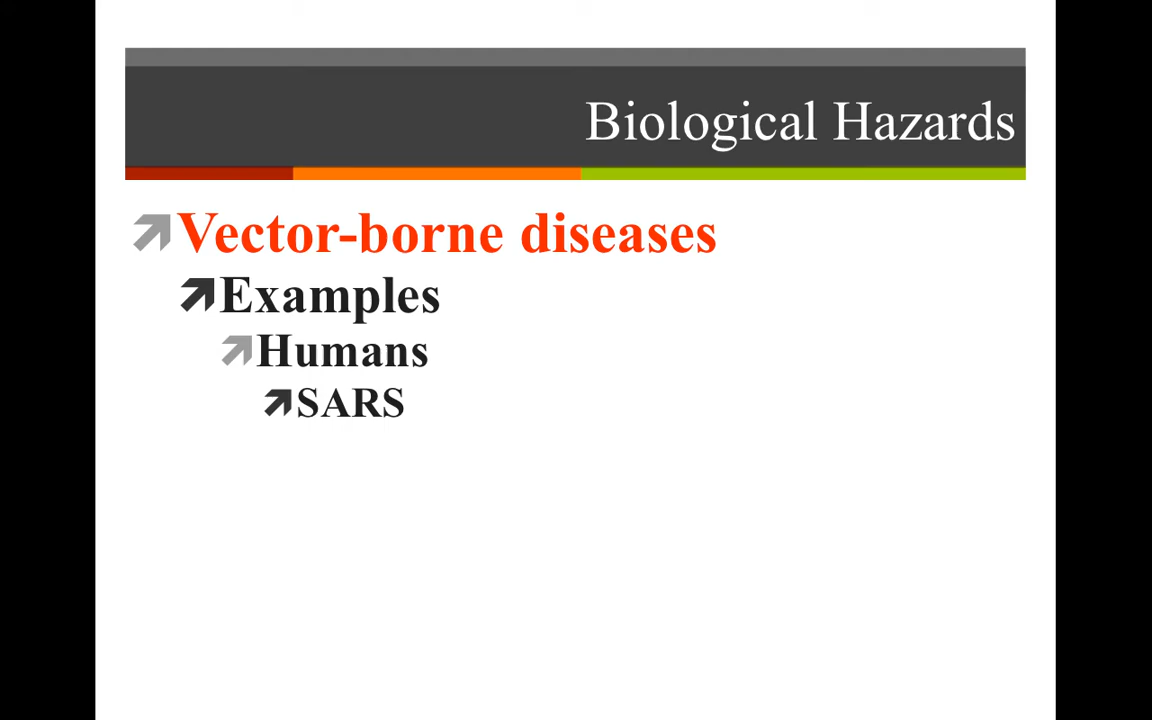 Biological Hazards
Vector-borne diseases
Examples
Humans
SARS